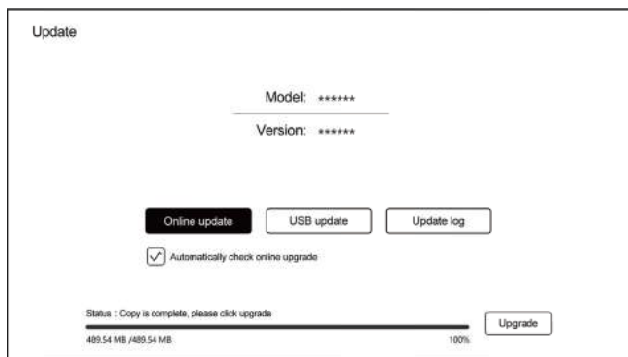 Update
Model: ******
Version: ******
Online update USB update Update log
Automatically check online upgrade
Status : Copy is complete, please click upgrade
Upgrade
489.54 MB /489.54 MB 100%